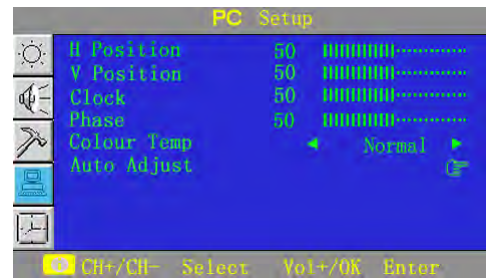 PC Setup
H Position 50
V Position 50
Clock 50
Phase 50
Colour Temp Normal
Auto Adjust
CH+/CH- Select Vol+/OK Enter